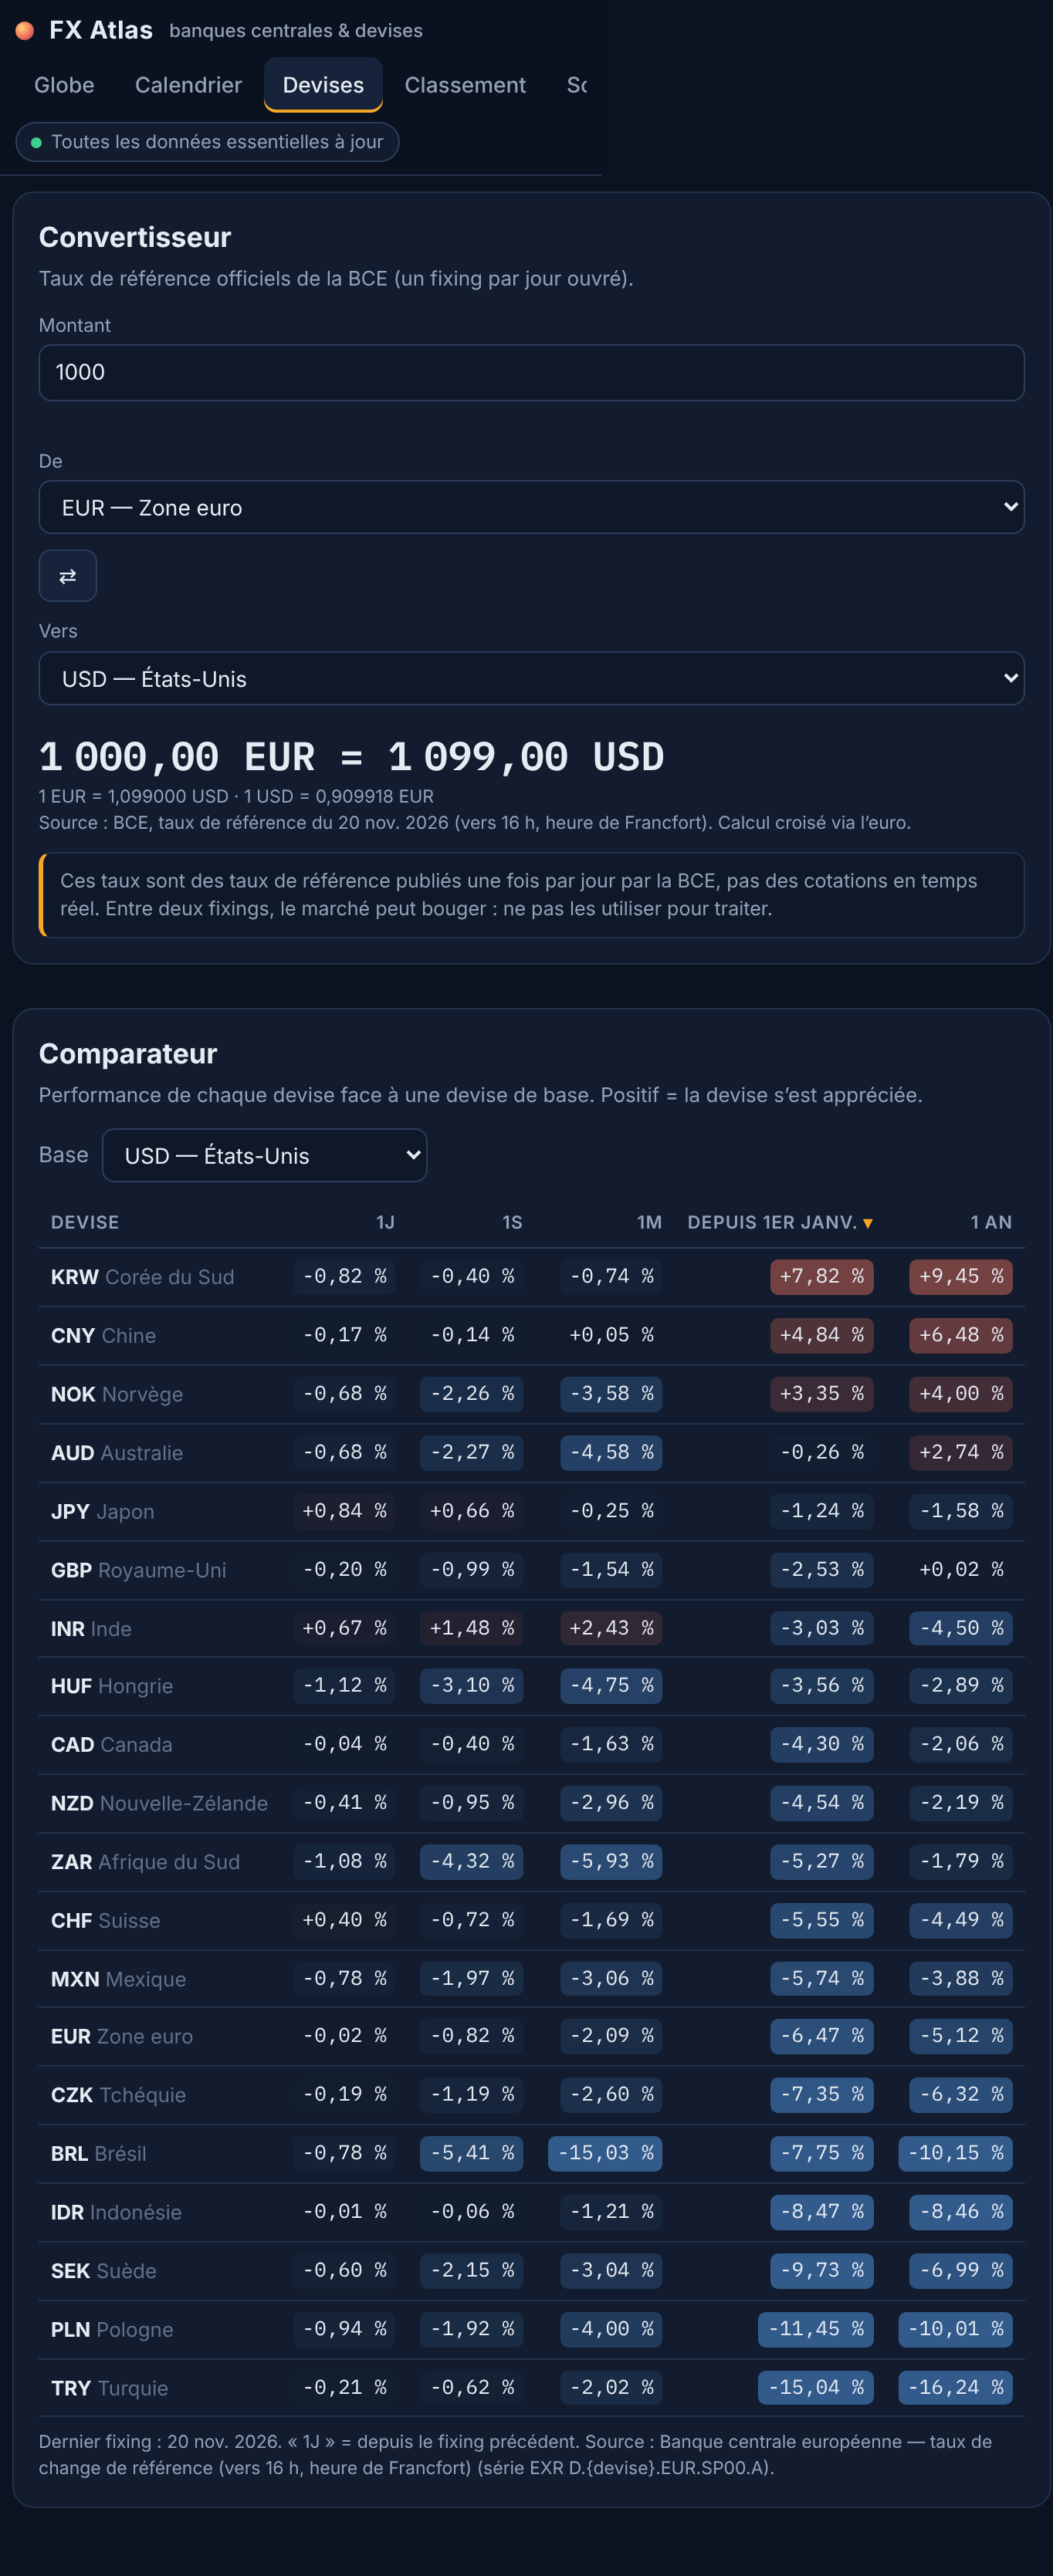 FX Atlas banques centrales & devises
Globe Calendrier Devises Classement Sc
Toutes les données essentielles à jour
Convertisseur
Taux de référence officiels de la BCE (un fixing par jour ouvré).
Montant
1000
De
EUR — Zone euro
⇄
Vers
USD — États-Unis
1 000,00 EUR = 1 099,00 USD
1 EUR = 1,099000 USD · 1 USD = 0,909918 EUR
Source : BCE, taux de référence du 20 nov. 2026 (vers 16 h, heure de Francfort). Calcul croisé via l’euro.
Ces taux sont des taux de référence publiés une fois par jour par la BCE, pas des cotations en temps
réel. Entre deux fixings, le marché peut bouger : ne pas les utiliser pour traiter.
Comparateur
Performance de chaque devise face à une devise de base. Positif = la devise s’est appréciée.
Base USD — États-Unis
DEVISE 1J 1S 1M DEPUIS 1ER JANV. ▼ 1 AN
KRW Corée du Sud -0,82 % -0,40 % -0,74 % +7,82 % +9,45 %
CNY Chine -0,17 % -0,14 % +0,05 % +4,84 % +6,48 %
NOK Norvège -0,68 % -2,26 % -3,58 % +3,35 % +4,00 %
AUD Australie -0,68 % -2,27 % -4,58 % -0,26 % +2,74 %
JPY Japon +0,84 % +0,66 % -0,25 % -1,24 % -1,58 %
GBP Royaume-Uni -0,20 % -0,99 % -1,54 % -2,53 % +0,02 %
INR Inde +0,67 % +1,48 % +2,43 % -3,03 % -4,50 %
HUF Hongrie -1,12 % -3,10 % -4,75 % -3,56 % -2,89 %
CAD Canada -0,04 % -0,40 % -1,63 % -4,30 % -2,06 %
NZD Nouvelle-Zélande -0,41 % -0,95 % -2,96 % -4,54 % -2,19 %
ZAR Afrique du Sud -1,08 % -4,32 % -5,93 % -5,27 % -1,79 %
CHF Suisse +0,40 % -0,72 % -1,69 % -5,55 % -4,49 %
MXN Mexique -0,78 % -1,97 % -3,06 % -5,74 % -3,88 %
EUR Zone euro -0,02 % -0,82 % -2,09 % -6,47 % -5,12 %
CZK Tchéquie -0,19 % -1,19 % -2,60 % -7,35 % -6,32 %
BRL Brésil -0,78 % -5,41 % -15,03 % -7,75 % -10,15 %
IDR Indonésie -0,01 % -0,06 % -1,21 % -8,47 % -8,46 %
SEK Suède -0,60 % -2,15 % -3,04 % -9,73 % -6,99 %
PLN Pologne -0,94 % -1,92 % -4,00 % -11,45 % -10,01 %
TRY Turquie -0,21 % -0,62 % -2,02 % -15,04 % -16,24 %
Dernier fixing : 20 nov. 2026. « 1J » = depuis le fixing précédent. Source : Banque centrale européenne — taux de
change de référence (vers 16 h, heure de Francfort) (série EXR D.{devise}.EUR.SP00.A).